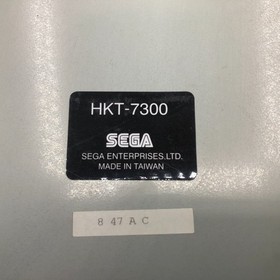 HKT-7300
SEGA
SEGA ENTERPRISES.LTD.
MADE IN TAIWAN
8 47 A C